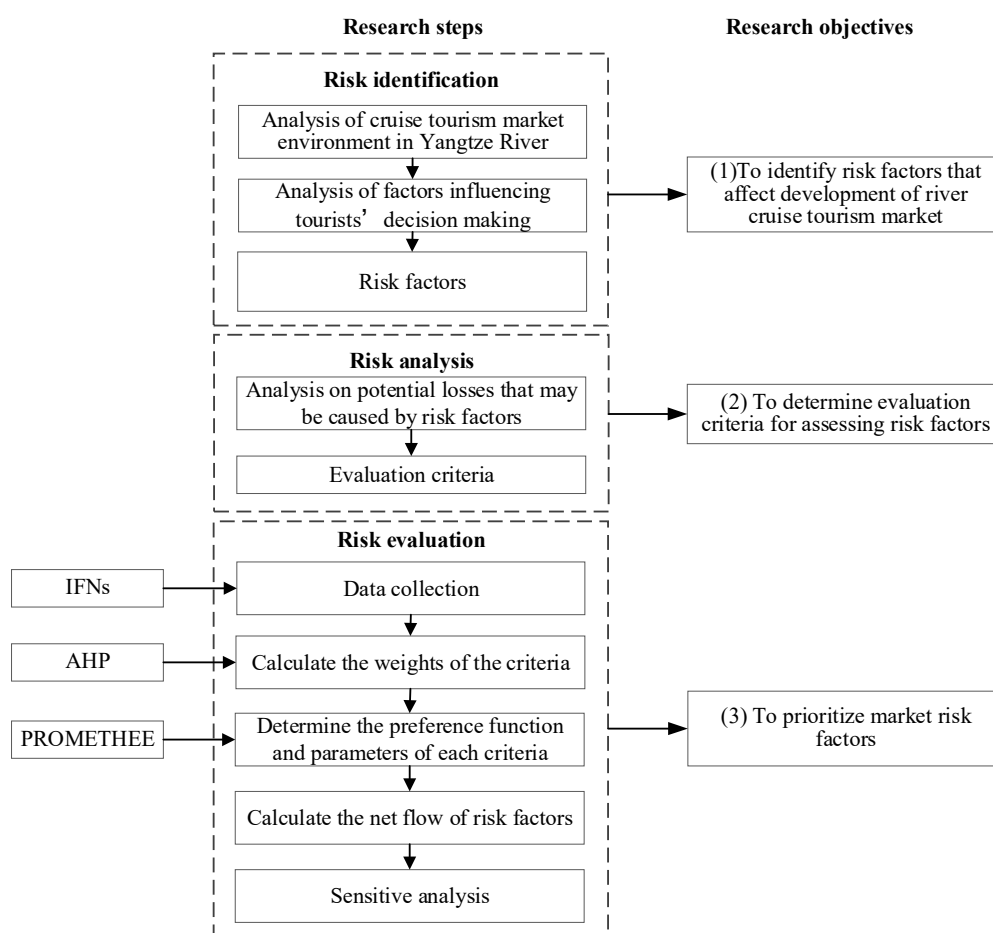 Research steps
Research objectives
Risk identification
Analysis of cruise tourism market
environment in Yangtze River
Analysis of factors influencing
tourists’ decision making
Risk factors
(1)To identify risk factors that
affect development of river
cruise tourism market
Risk analysis
Analysis on potential losses that may
be caused by risk factors
Evaluation criteria
(2) To determine evaluation
criteria for assessing risk factors
Risk evaluation
IFNs
Data collection
AHP
Calculate the weights of the criteria
PROMETHEE
Determine the preference function
and parameters of each criteria
Calculate the net flow of risk factors
Sensitive analysis
(3) To prioritize market risk
factors